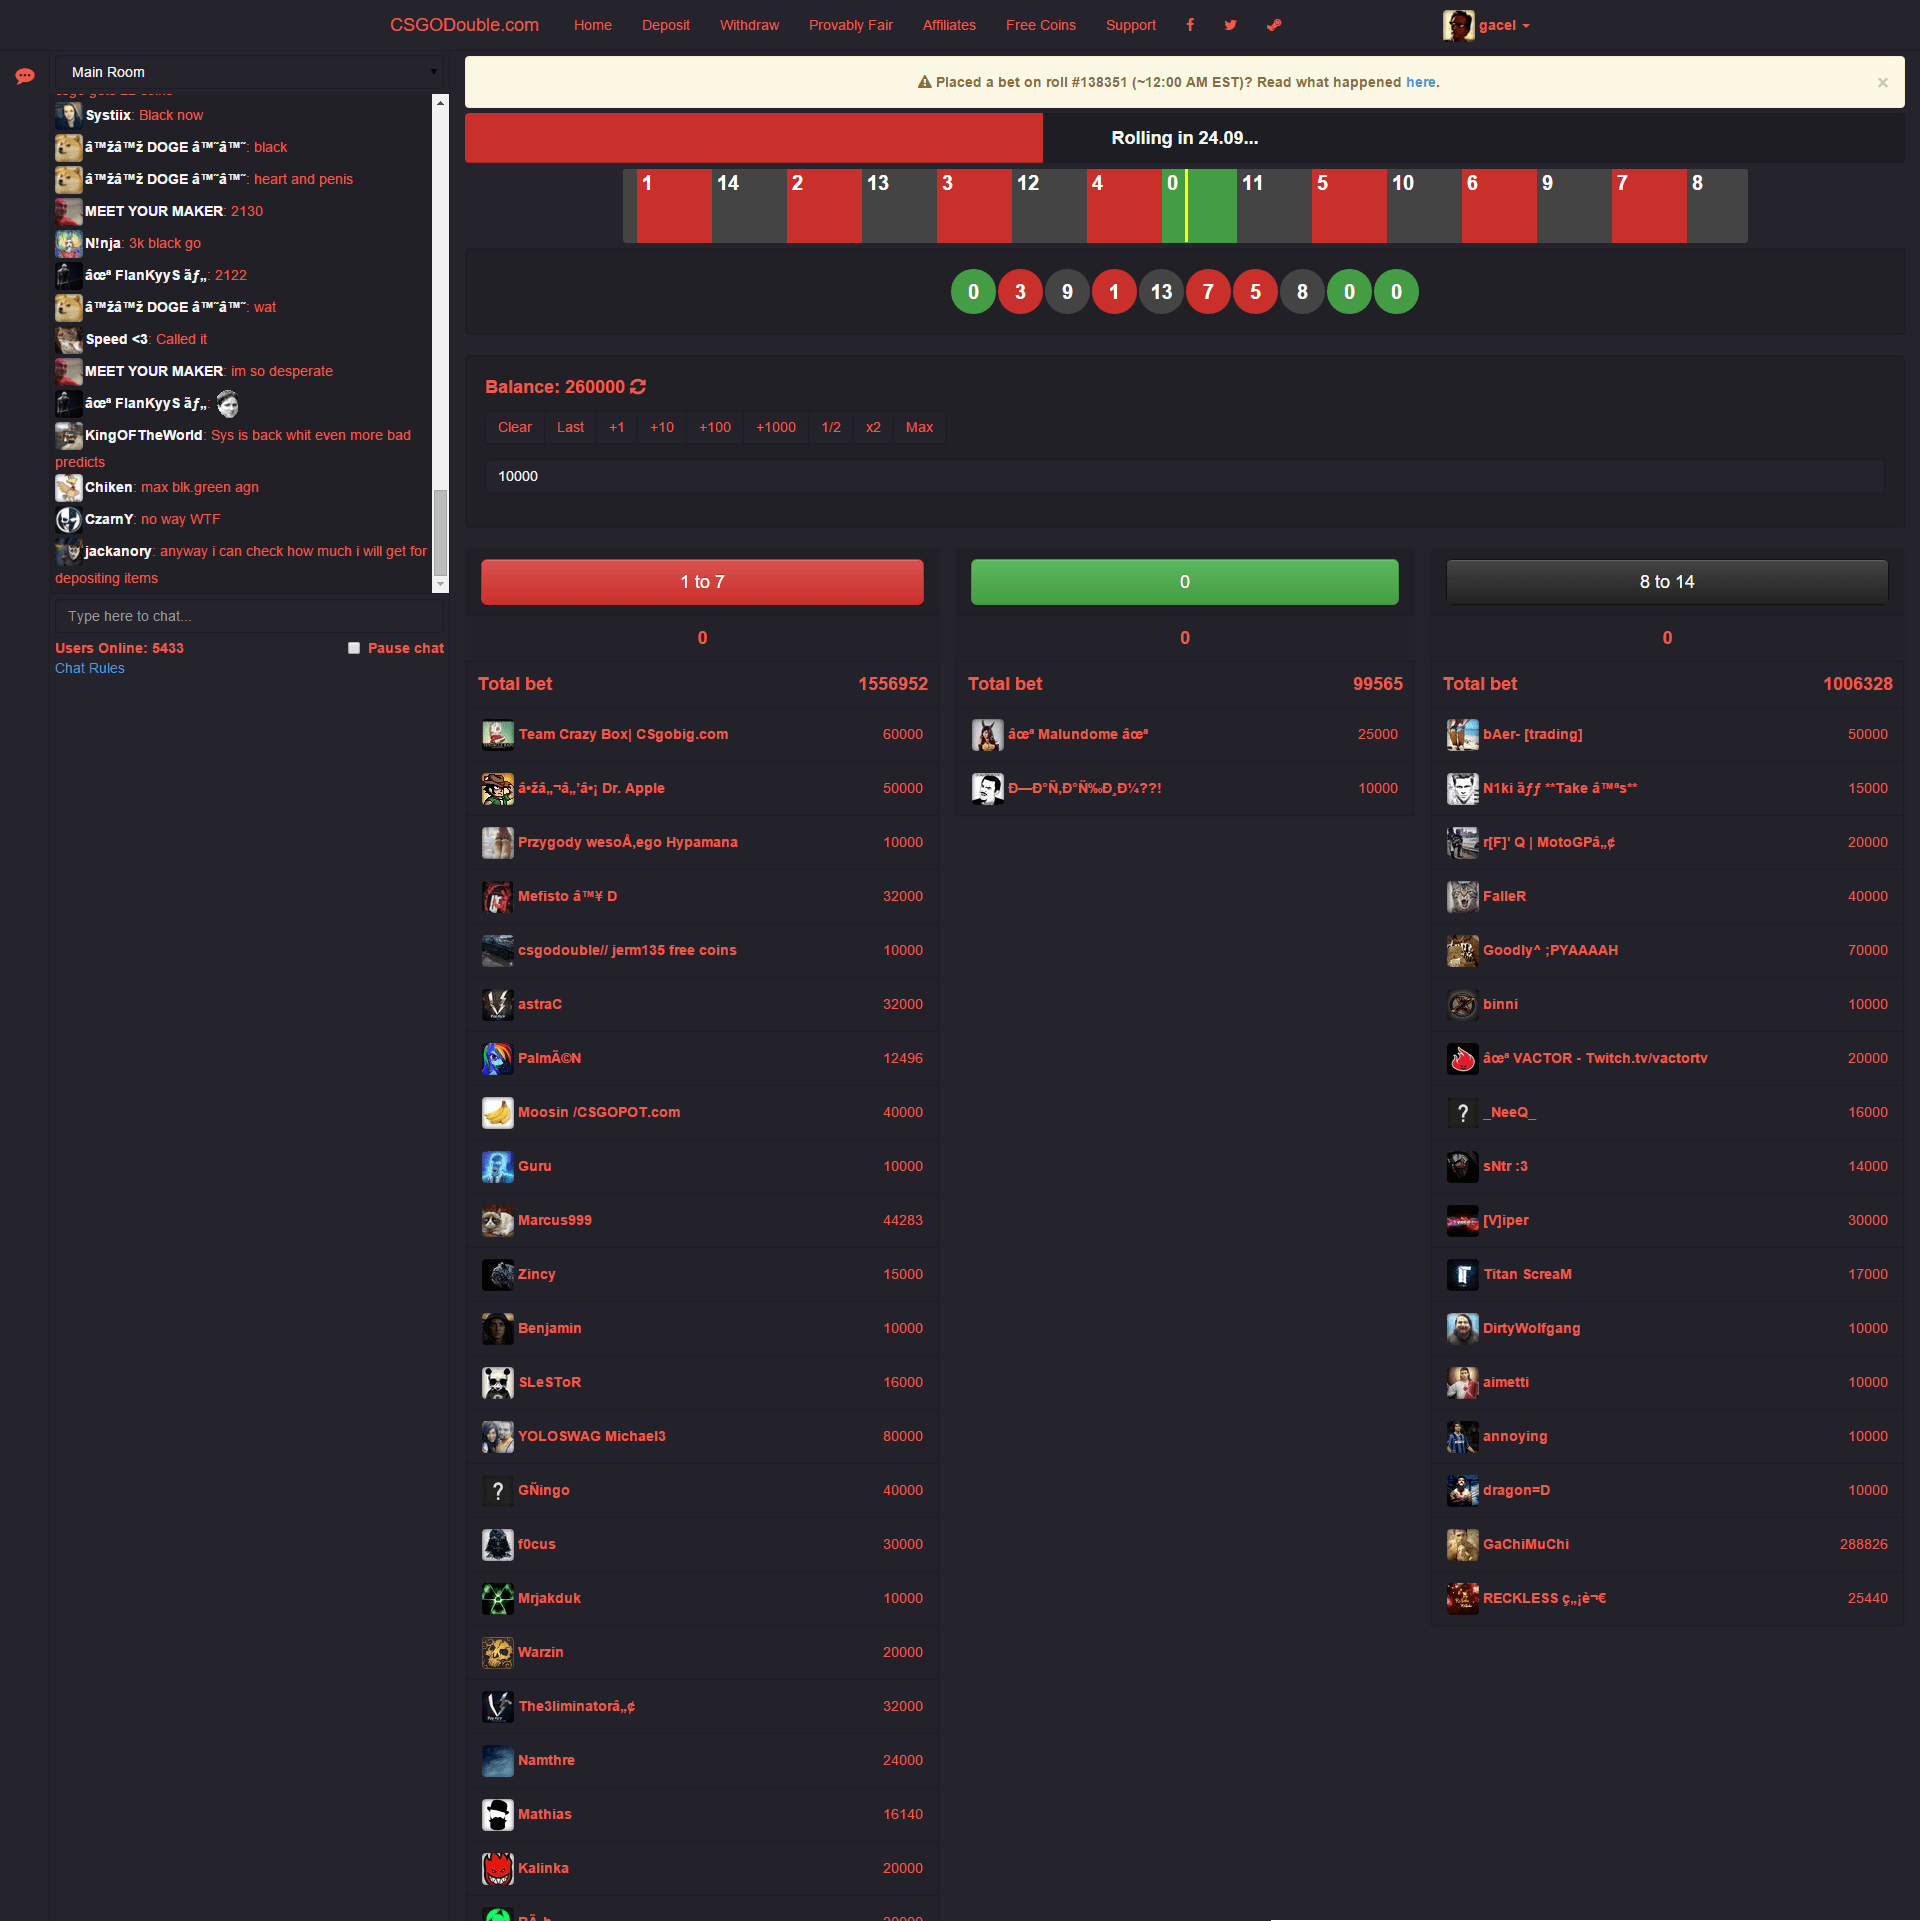 CSGODouble.com Home Deposit Withdraw Provably Fair Affiliates Free Coins Support gacel
Main Room
Systiix: Black now
â™žâ™ž DOGE â™˜â™˜: black
â™žâ™ž DOGE â™˜â™˜: heart and penis
MEET YOUR MAKER: 2130
N!nja: 3k black go
âœª FlanKyyS ãƒ„: 2122
â™žâ™ž DOGE â™˜â™˜: wat
Speed <3: Called it
MEET YOUR MAKER: im so desperate
âœª FlanKyyS ãƒ„:
KingOFTheWorld: Sys is back whit even more bad
predicts
Chiken: max blk.green agn
CzarnY: no way WTF
jackanory: anyway i can check how much i will get for
depositing items
Type here to chat...
Users Online: 5433 Pause chat
Chat Rules
Placed a bet on roll #138351 (~12:00 AM EST)? Read what happened here. ×
Rolling in 24.09...
1 14 2 13 3 12 4 0 11 5 10 6 9 7 8
0 3 9 1 13 7 5 8 0 0
Balance: 260000
Clear Last +1 +10 +100 +1000 1/2 x2 Max
10000
1 to 7
0
Total bet 1556952
Team Crazy Box| CSgobig.com 60000
â•žâ„¬â„’â•¡ Dr. Apple 50000
Przygody wesoÅ‚ego Hypamana 10000
Mefisto â™¥ D 32000
csgodouble// jerm135 free coins 10000
astraC 32000
PalmÃ©N 12496
Moosin /CSGOPOT.com 40000
Guru 10000
Marcus999 44283
Zincy 15000
Benjamin 10000
SLeSToR 16000
YOLOSWAG Michael3 80000
GÑingo 40000
f0cus 30000
Mrjakduk 10000
Warzin 20000
The3liminatorâ„¢ 32000
Namthre 24000
Mathias 16140
Kalinka 20000
0
0
Total bet 99565
âœª Malundome âœª 25000
Ð—Ð°Ñ‚Ð°Ñ‰Ð¸Ð¼??! 10000
8 to 14
0
Total bet 1006328
bAer- [trading] 50000
N1ki ãƒƒ **Take â™ªs** 15000
r[F]' Q | MotoGPâ„¢ 20000
FalleR 40000
Goodly^ ;PYAAAAH 70000
binni 10000
âœª VACTOR - Twitch.tv/vactortv 20000
_NeeQ_ 16000
sNtr :3 14000
[V]iper 30000
Titan ScreaM 17000
DirtyWolfgang 10000
aimetti 10000
annoying 10000
dragon=D 10000
GaChiMuChi 288826
RECKLESS ç„¡è¬€ 25440